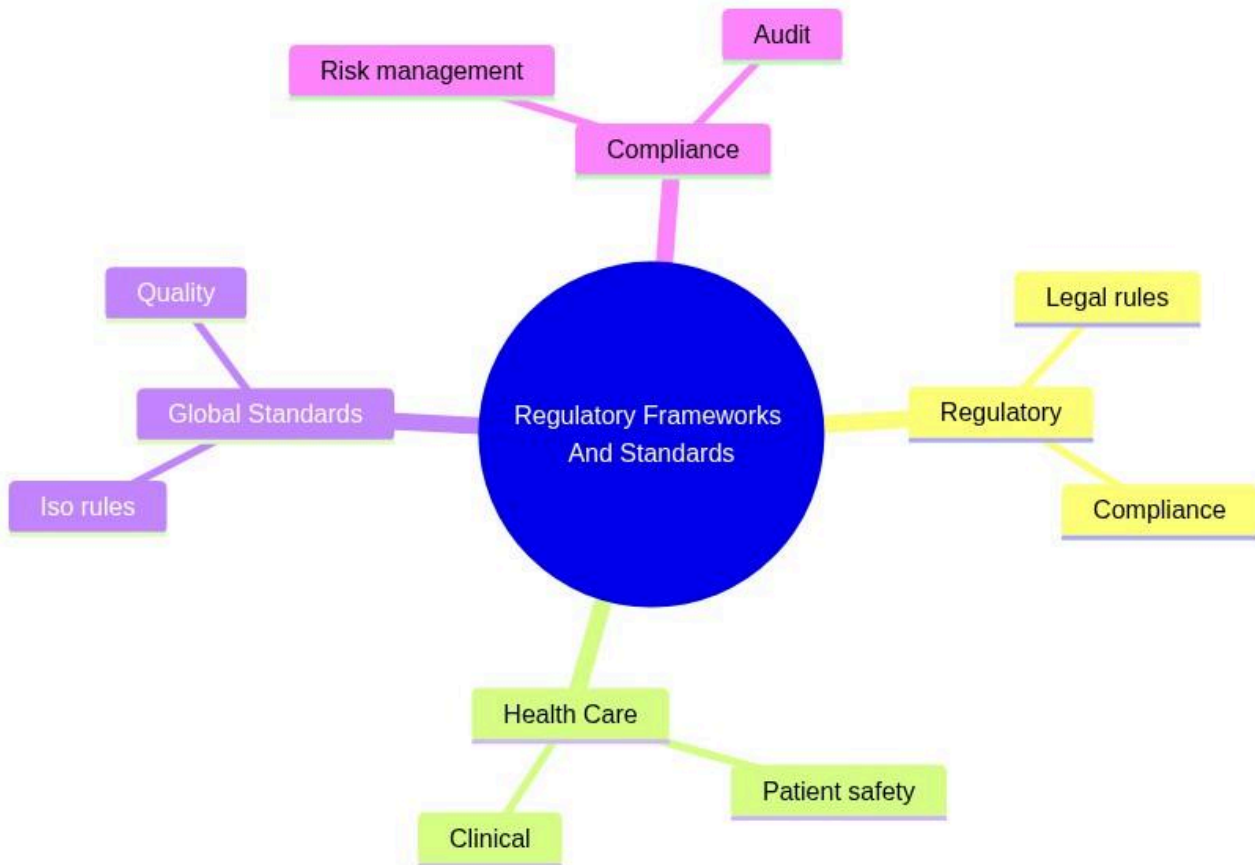 Audit
Risk management
Compliance
Quality
Legal rules
Global Standards
Regulatory
Regulatory Frameworks
And Standards
Iso rules
Compliance
Health Care
Patient safety
Clinical